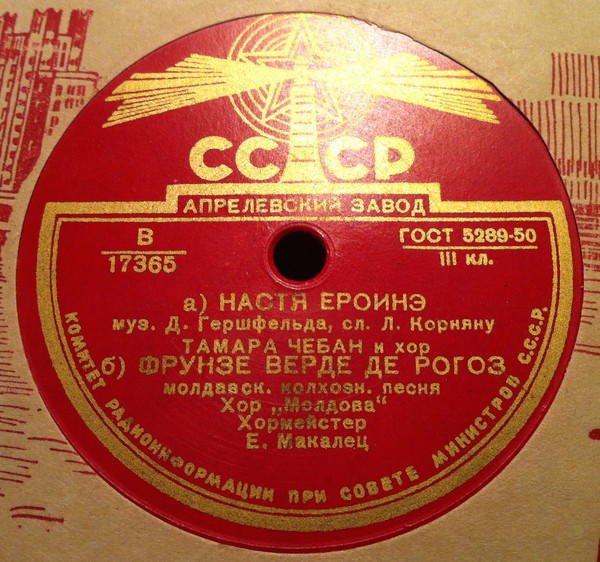 СССР
АПРЕЛЕВСКИЙ ЗАВОД
В
17365
ГОСТ 5289-50
III кл.
а) НАСТЯ ЕРОИНЭ
муз. Д. Гершфельда, сл. Л. Корняну
ТАМАРА ЧЕБАН и хор
б) ФРУНЗЕ ВЕРДЕ ДЕ РОГОЗ
молдавск. колхозн. песня
Хор „Молдова"
Хормейстер
Е. Макалец
КОМИТЕТ РАДИОИНФОРМАЦИИ ПРИ СОВЕТЕ МИНИСТРОВ С.С.С.Р.